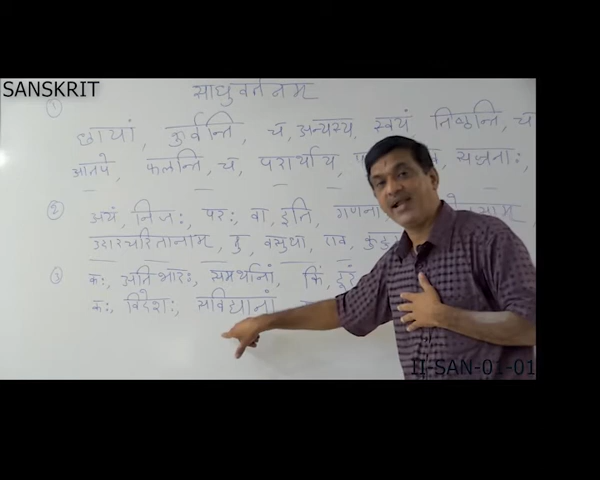 SANSKRIT
साधुवर्तनम्
① छायां, कुर्वन्ति, च, अन्यस्य, स्वयं तिष्ठन्ति, च
आतपे, फलन्ति, च, परार्थाय, सज्जनाः,
② अयं, निजः, परः, वा, इति, गणना
उदारचरितानाम्, तु, वसुधा, एव,
③ कः, अतिभारः, समर्थानां, किं, दूरं
कः, विदेशः, सविद्यानां
II-SAN-01-01